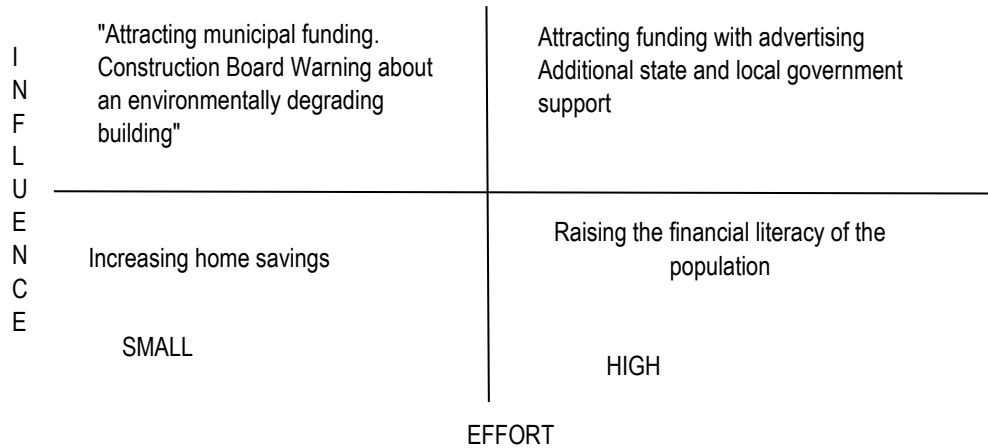 INFLUENCE
"Attracting municipal funding.
Construction Board Warning about
an environmentally degrading
building"
Attracting funding with advertising
Additional state and local government
support
Increasing home savings
Raising the financial literacy of the
population
SMALL
HIGH
EFFORT